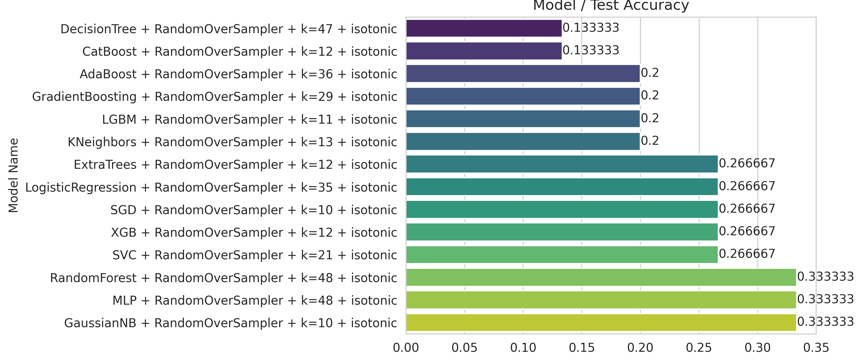 Model / Test Accuracy
Model Name
DecisionTree + RandomOverSampler + k=47 + isotonic 0.133333
CatBoost + RandomOverSampler + k=12 + isotonic 0.133333
AdaBoost + RandomOverSampler + k=36 + isotonic 0.2
GradientBoosting + RandomOverSampler + k=29 + isotonic 0.2
LGBM + RandomOverSampler + k=11 + isotonic 0.2
KNeighbors + RandomOverSampler + k=13 + isotonic 0.2
ExtraTrees + RandomOverSampler + k=12 + isotonic 0.266667
LogisticRegression + RandomOverSampler + k=35 + isotonic 0.266667
SGD + RandomOverSampler + k=10 + isotonic 0.266667
XGB + RandomOverSampler + k=12 + isotonic 0.266667
SVC + RandomOverSampler + k=21 + isotonic 0.266667
RandomForest + RandomOverSampler + k=48 + isotonic 0.333333
MLP + RandomOverSampler + k=48 + isotonic 0.333333
GaussianNB + RandomOverSampler + k=10 + isotonic 0.333333
0.00 0.05 0.10 0.15 0.20 0.25 0.30 0.35